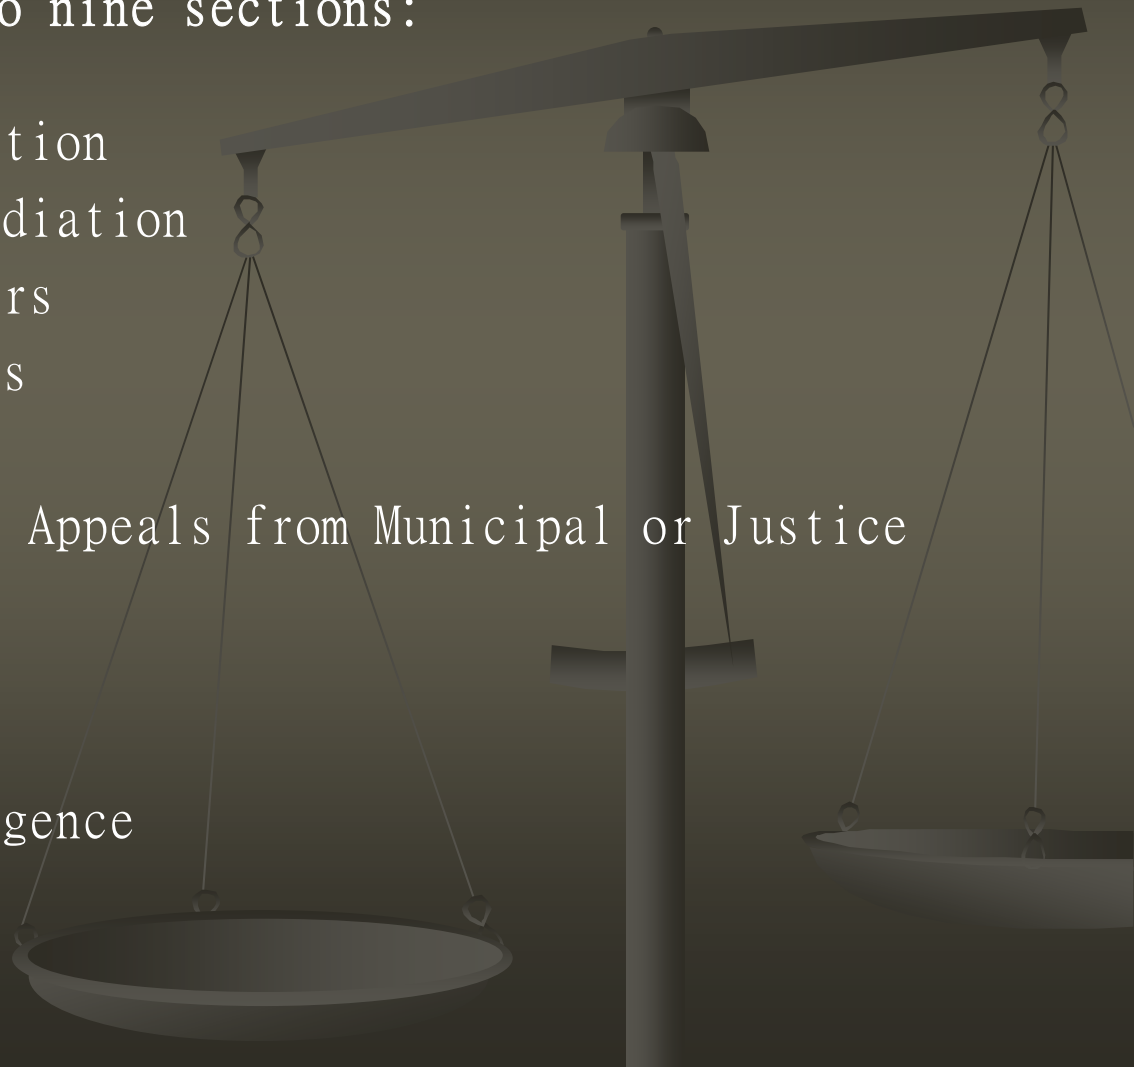 o nine sections:
tion
diation
rs
s
Appeals from Municipal or Justice
gence